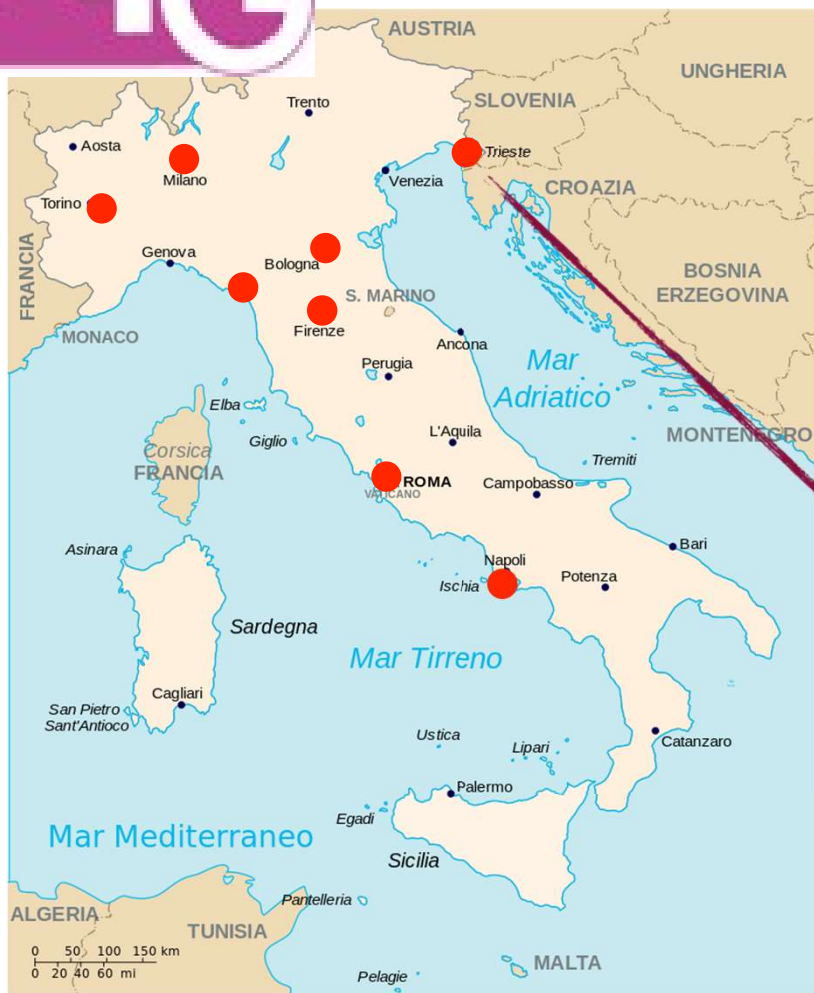 AUSTRIA
UNGHERIA
SLOVENIA
Trento
Aosta
Milano
Trieste
Venezia
CROAZIA
Torino
Genova
Bologna
FRANCIA
BOSNIA
ERZEGOVINA
S. MARINO
MONACO
Firenze
Ancona
Perugia
Mar
Adriatico
Elba
Giglio
L'Aquila
MONTENEGRO
Corsica
FRANCIA
Tremiti
ROMA
VATICANO
Campobasso
Asinara
Bari
Napoli
Ischia
Potenza
Sardegna
Mar Tirreno
Cagliari
San Pietro
Sant'Antioco
Ustica
Lipari
Catanzaro
Palermo
Egadi
Mar Mediterraneo
Sicilia
Pantelleria
ALGERIA
TUNISIA
0 50 100 150 km
0 20 40 60 mi
MALTA
Pelagie